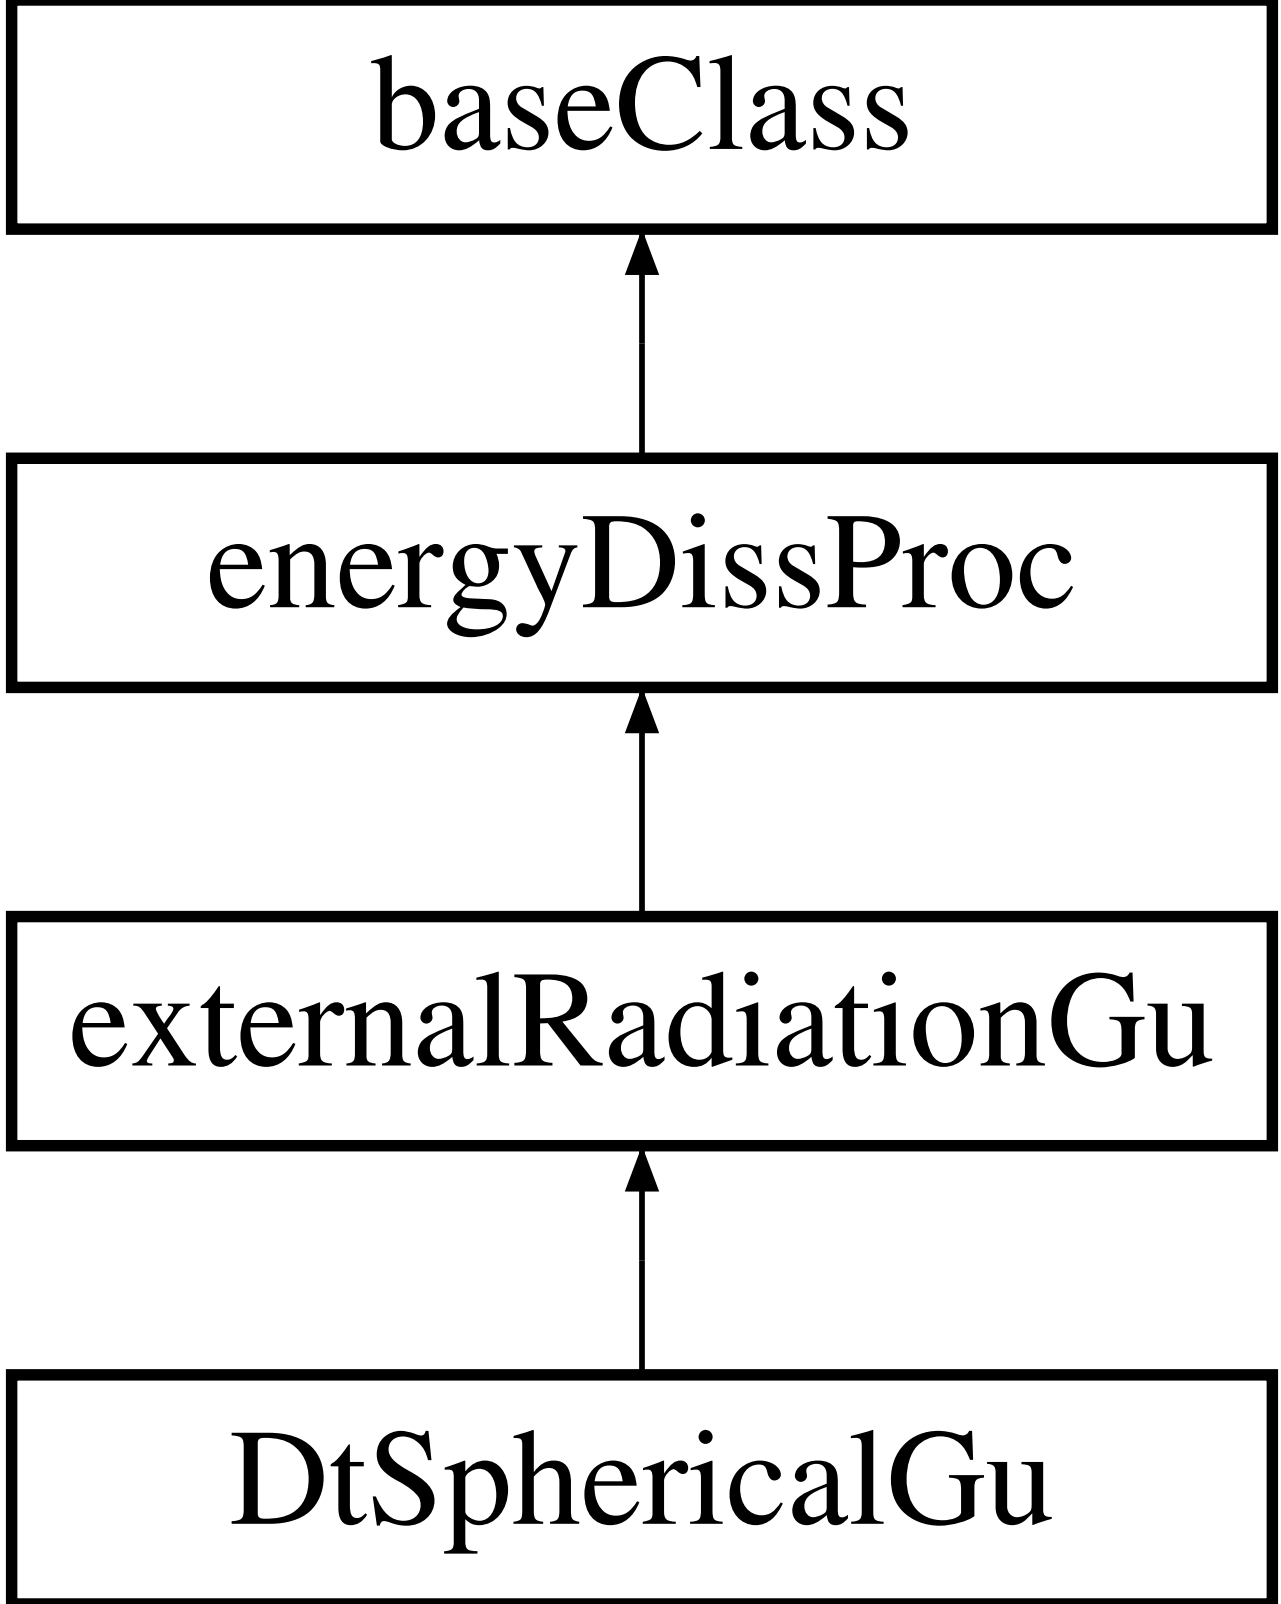 baseClass
energyDissProc
externalRadiationGu
DtSphericalGu